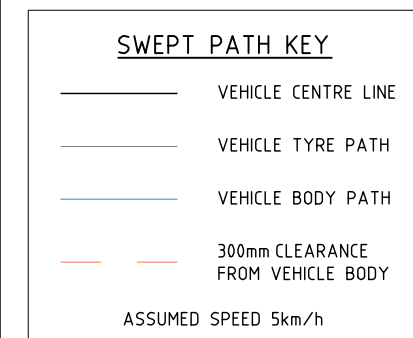 SWEPT PATH KEY
VEHICLE CENTRE LINE
VEHICLE TYRE PATH
VEHICLE BODY PATH
300mm CLEARANCE
FROM VEHICLE BODY
ASSUMED SPEED 5km/h